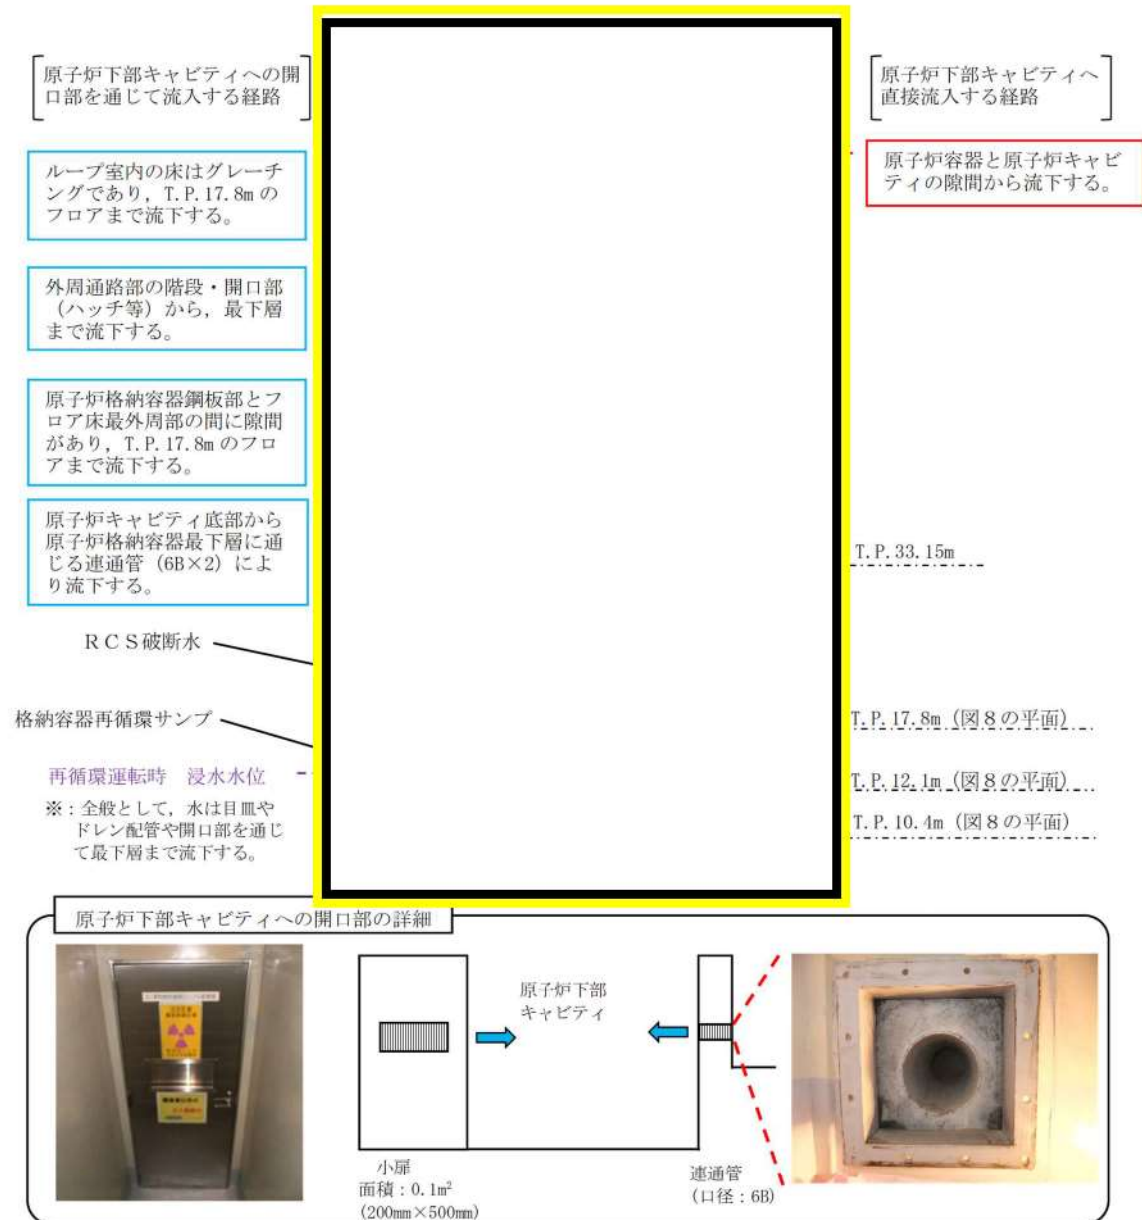 原子炉下部キャビティへの開
口部を通じて流入する経路
ループ室内の床はグレーチ
ングであり，T.P.17.8m の
フロアまで流下する。
外周通路部の階段・開口部
（ハッチ等）から，最下層
まで流下する。
原子炉格納容器鋼板部とフ
ロア床最外周部の間に隙間
があり，T.P.17.8m のフロ
アまで流下する。
原子炉キャビティ底部から
原子炉格納容器最下層に通
じる連通管（6B×2）によ
り流下する。
ＲＣＳ破断水
格納容器再循環サンプ
再循環運転時　浸水水位
※：全般として，水は目皿や
ドレン配管や開口部を通じ
て最下層まで流下する。
原子炉下部キャビティへ
直接流入する経路
原子炉容器と原子炉キャビ
ティの隙間から流下する。
T.P.33.15m
T.P.17.8m（図８の平面）
T.P.12.1m（図８の平面）
T.P.10.4m（図８の平面）
原子炉下部キャビティへの開口部の詳細
原子炉下部
キャビティ
小扉
面積：0.1m²
(200mm×500mm)
連通管
(口径：6B)